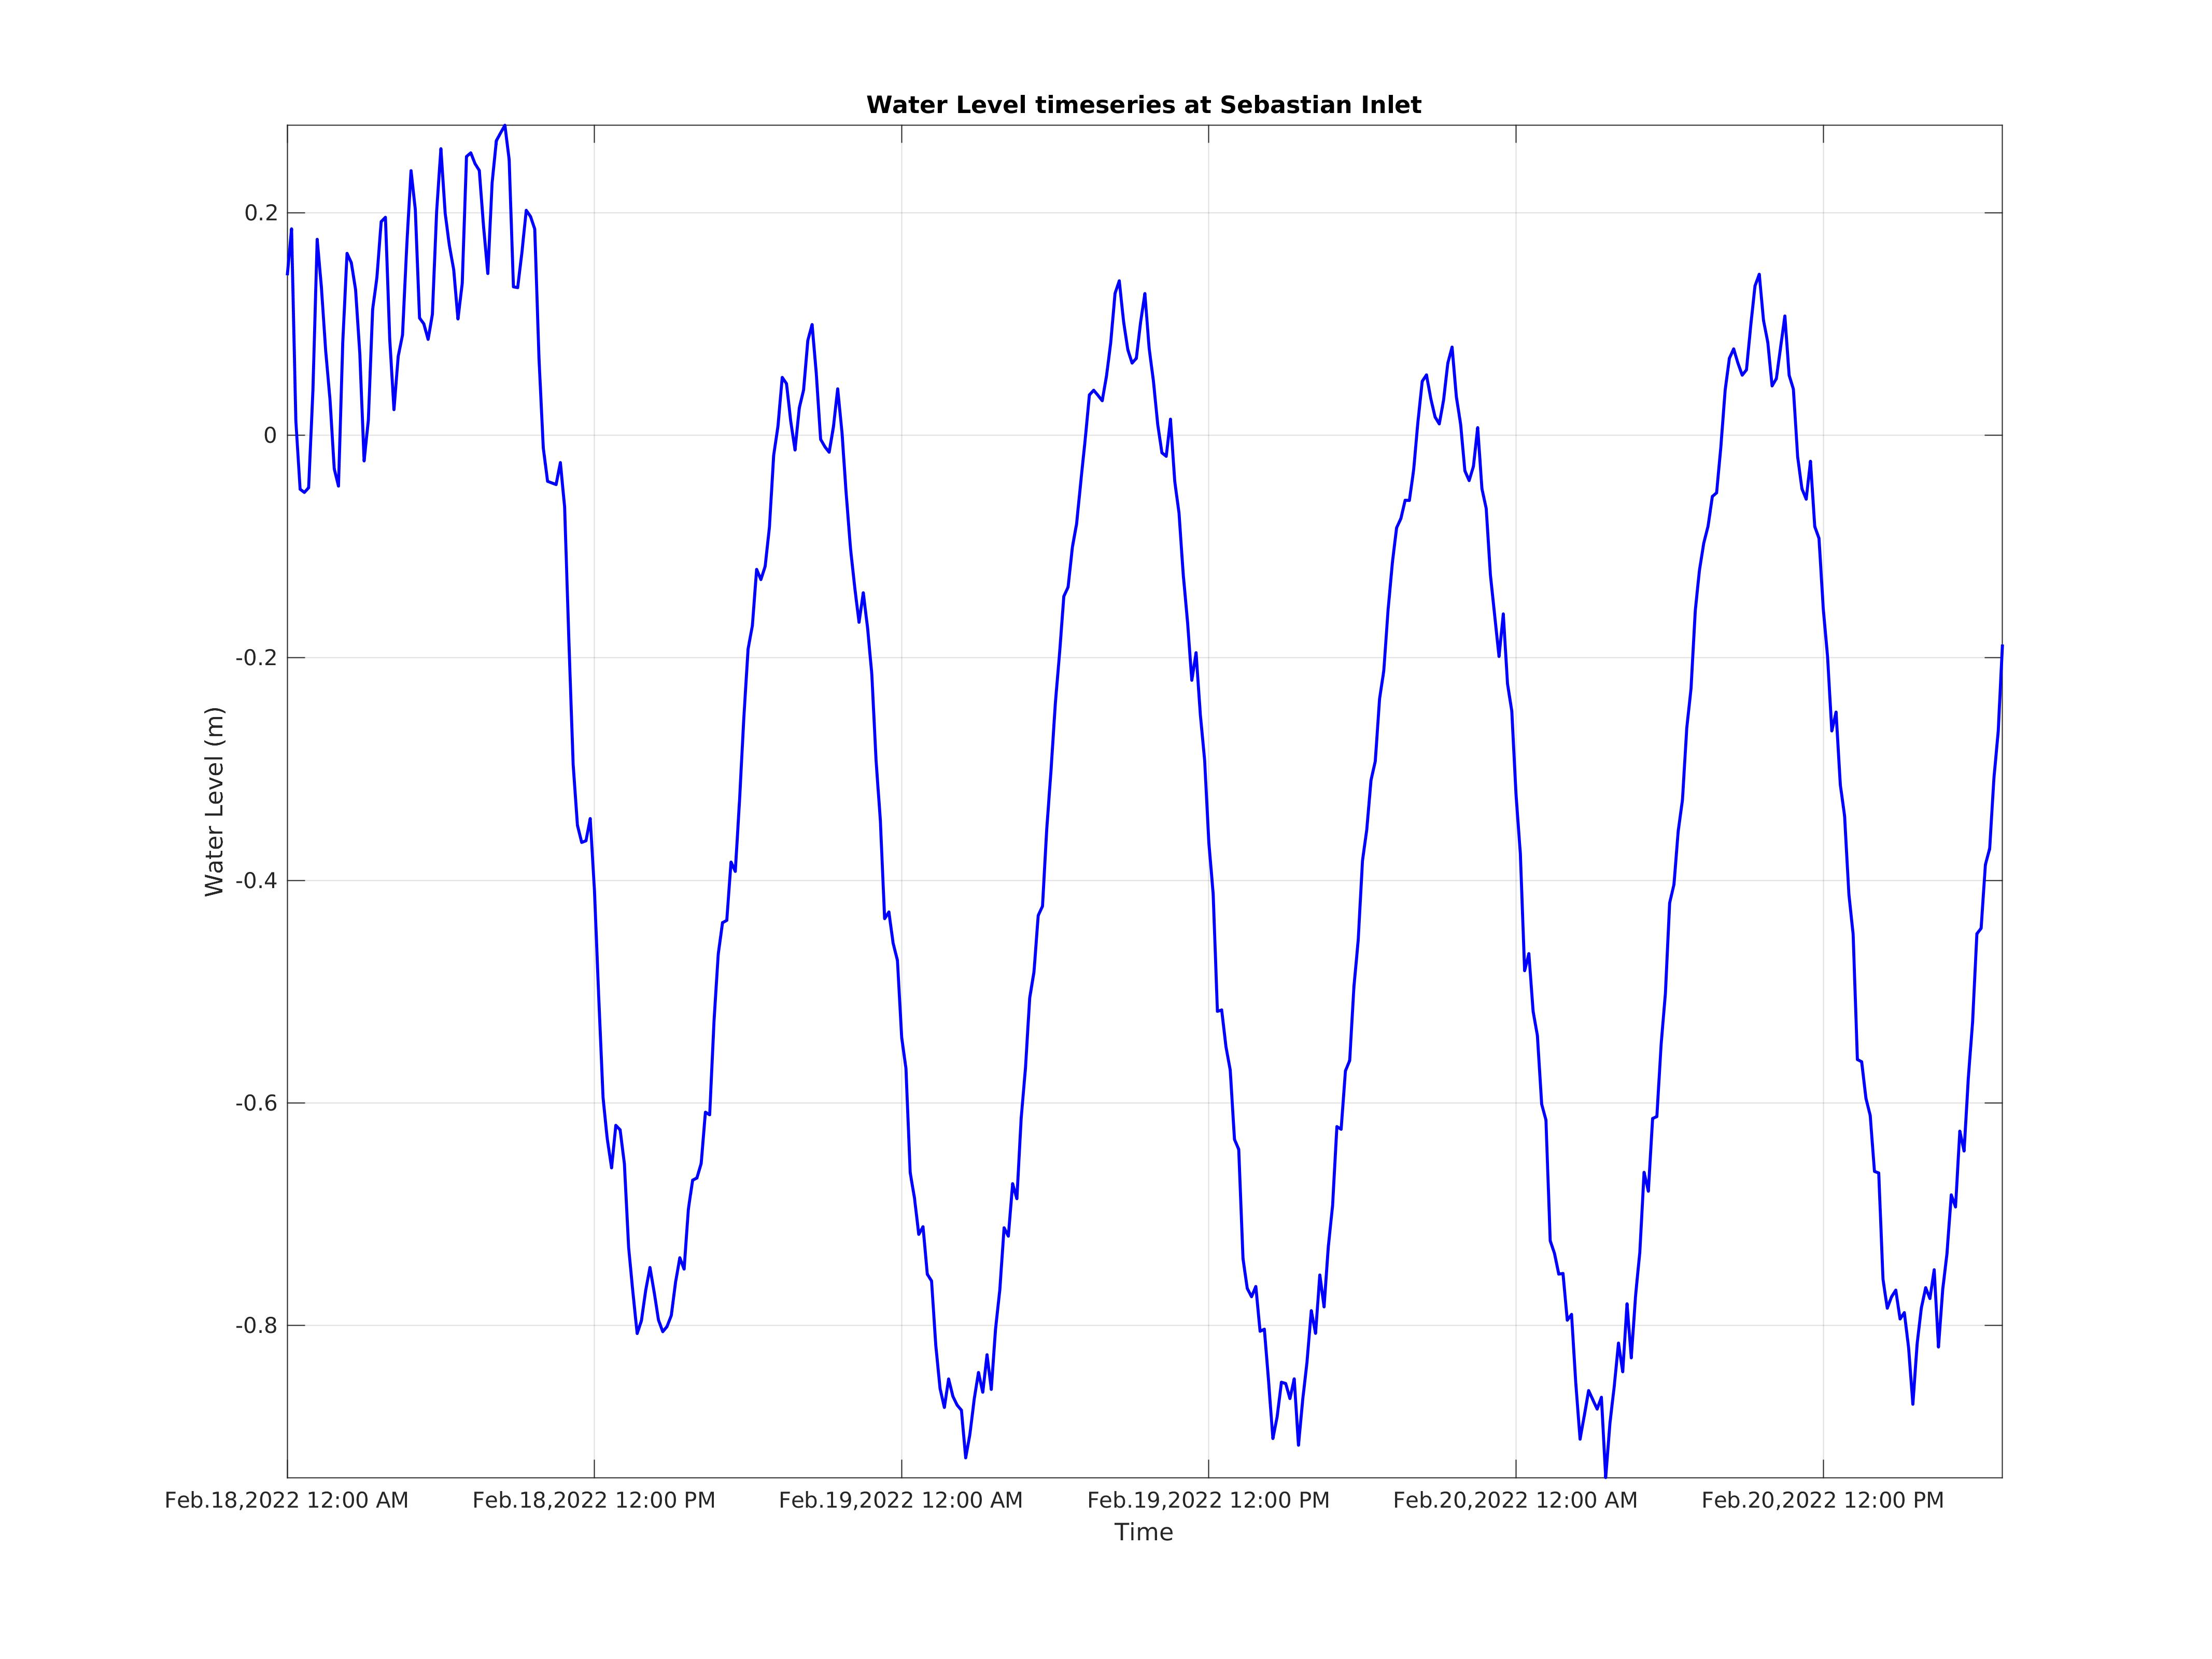 Water Level timeseries at Sebastian Inlet
0.2
0
-0.2
-0.4
-0.6
-0.8
Water Level (m)
Feb.18,2022 12:00 AM
Feb.18,2022 12:00 PM
Feb.19,2022 12:00 AM
Feb.19,2022 12:00 PM
Feb.20,2022 12:00 AM
Feb.20,2022 12:00 PM
Time